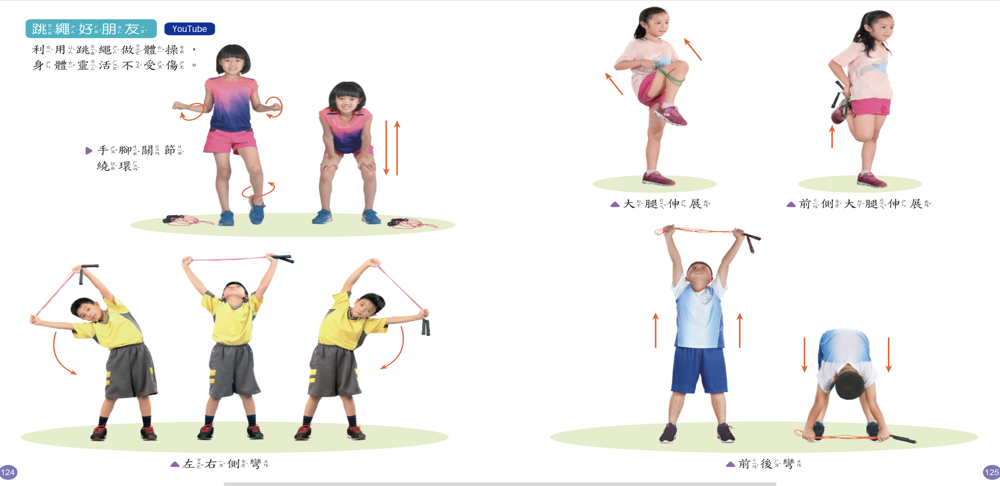 跳繩好朋友 YouTube
利用跳繩做體操，
身體靈活不受傷。
手腳關節
繞環
左右側彎
124
大腿伸展
前側大腿伸展
前後彎
125